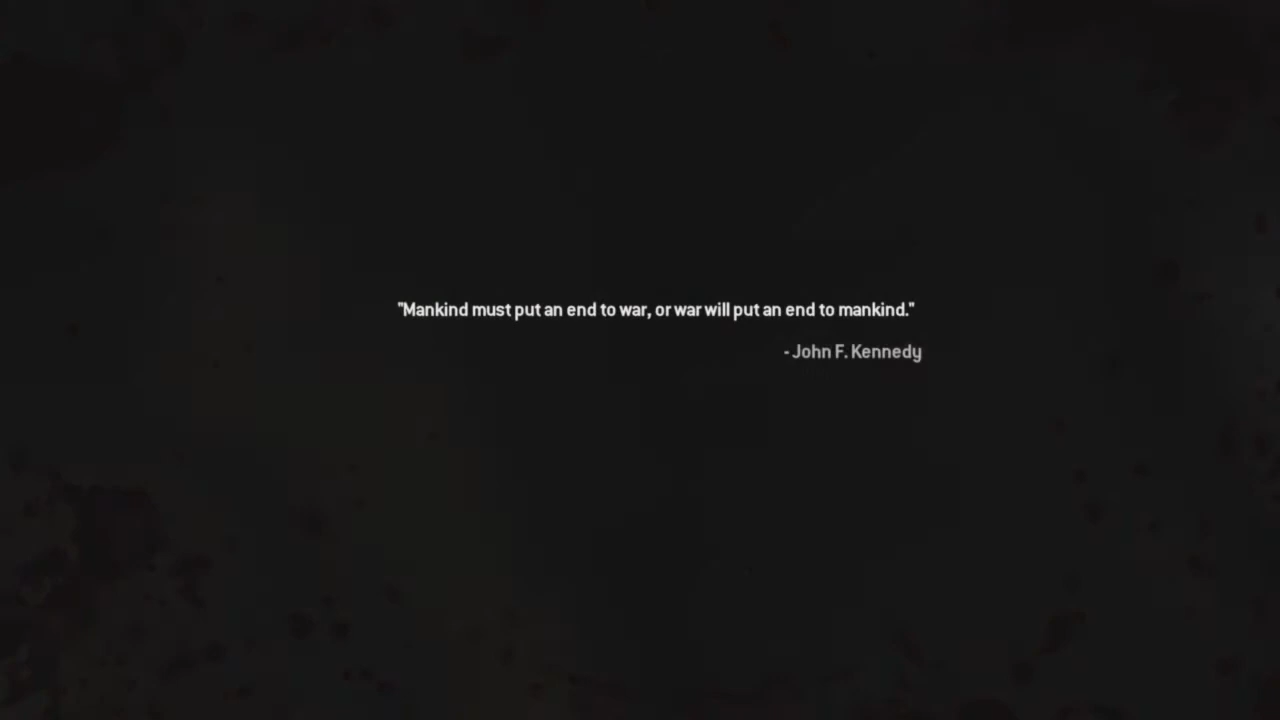 "Mankind must put an end to war, or war will put an end to mankind."
- John F. Kennedy